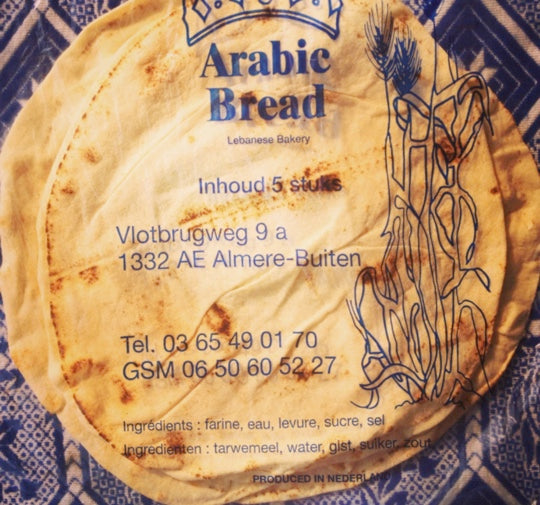 Arabic
Bread
Lebanese Bakery
Inhoud 5 stuks
Vlotbrugweg 9 a
1332 AE Almere-Buiten
Tel. 03 65 49 01 70
GSM 06 50 60 52 27
Ingrédients : farine, eau, levure, sucre, sel
Ingredienten : tarwemeel, water, gist, suiker, zout
PRODUCED IN NEDERLAND